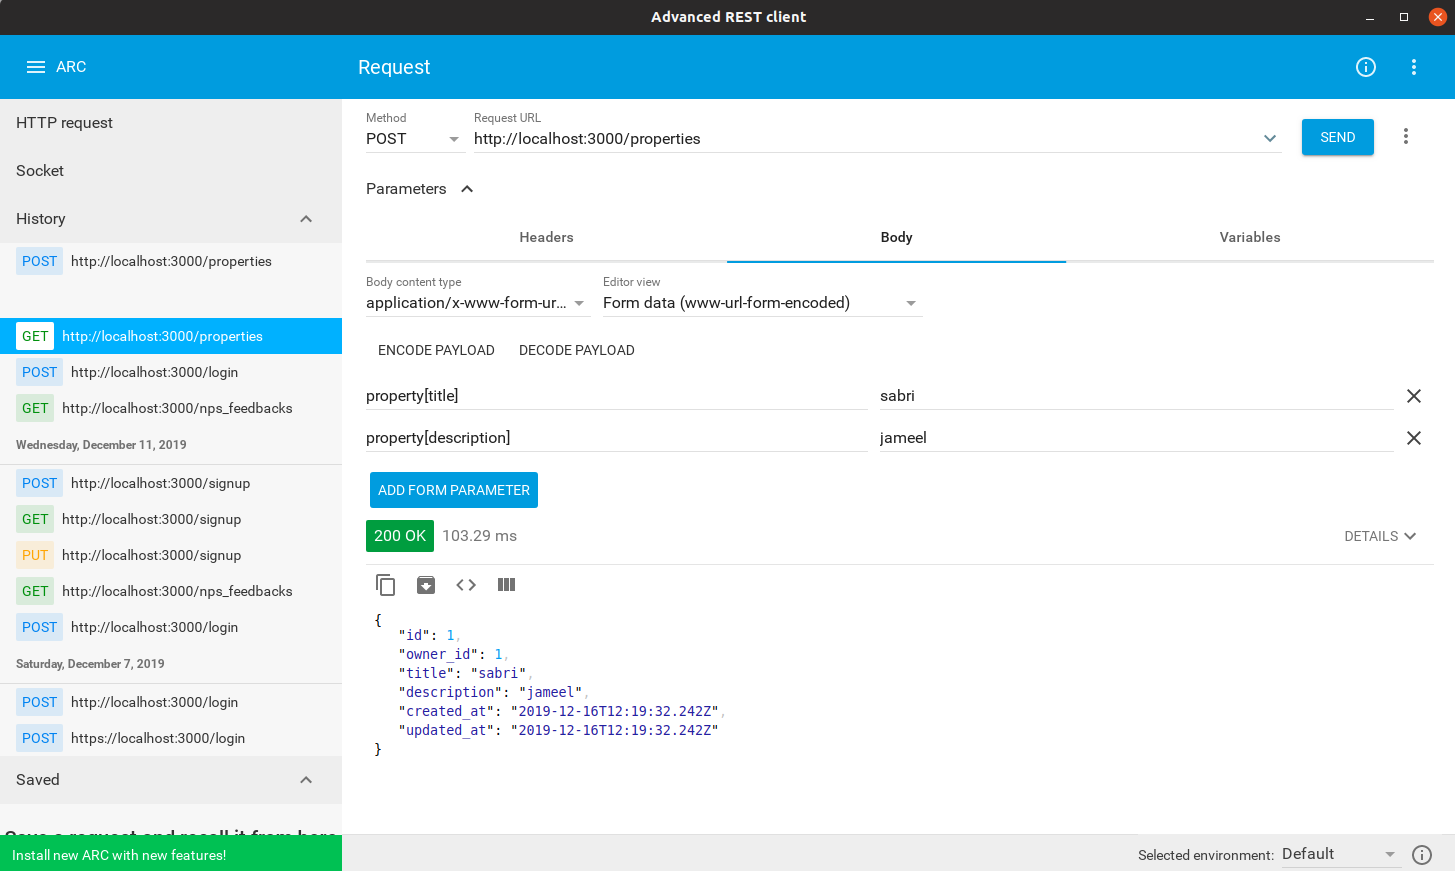 Advanced REST client
ARC
Request
HTTP request
Socket
History
POST http://localhost:3000/properties
GET http://localhost:3000/properties
POST http://localhost:3000/login
GET http://localhost:3000/nps_feedbacks
Wednesday, December 11, 2019
POST http://localhost:3000/signup
GET http://localhost:3000/signup
PUT http://localhost:3000/signup
GET http://localhost:3000/nps_feedbacks
POST http://localhost:3000/login
Saturday, December 7, 2019
POST http://localhost:3000/login
POST https://localhost:3000/login
Saved
Save a request and recall it from here
Install new ARC with new features!
Method
POST
Request URL
http://localhost:3000/properties
SEND
Parameters
Headers Body Variables
Body content type
application/x-www-form-ur...
Editor view
Form data (www-url-form-encoded)
ENCODE PAYLOAD DECODE PAYLOAD
property[title] sabri
property[description] jameel
ADD FORM PARAMETER
200 OK 103.29 ms DETAILS
{
"id": 1,
"owner_id": 1,
"title": "sabri",
"description": "jameel",
"created_at": "2019-12-16T12:19:32.242Z",
"updated_at": "2019-12-16T12:19:32.242Z"
}
Selected environment: Default